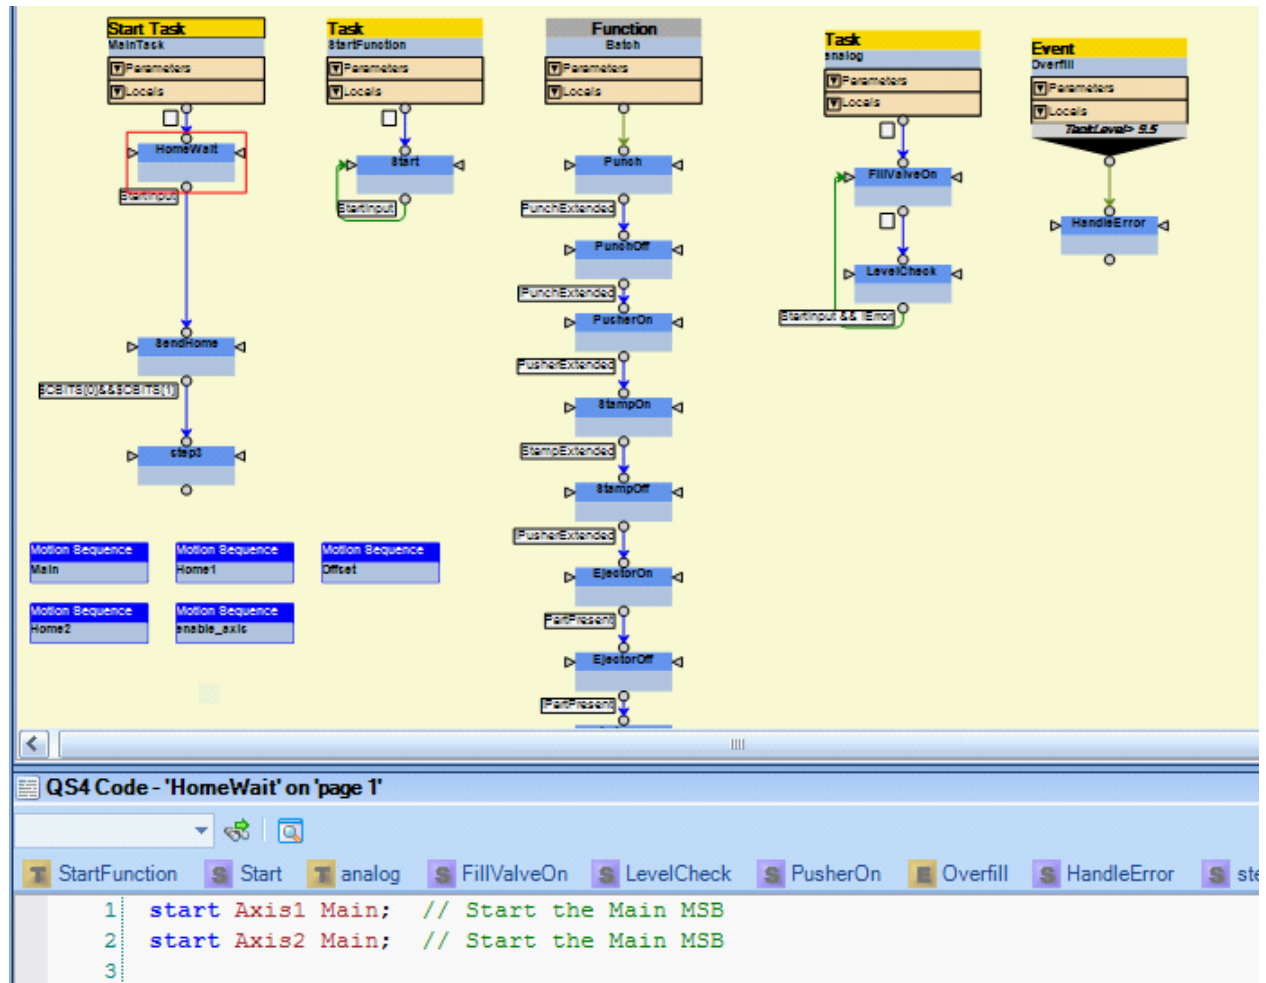 Start Task
MainTask
Parameters
Locals
HomeWait
StartInput
SendHome
$CBITS(0)&&$CBITS(1)
step3
Task
StartFunction
Parameters
Locals
Start
StartInput
Function
Batch
Parameters
Locals
Punch
PunchExtended
PunchOff
!PunchExtended
PusherOn
PusherExtended
StampOn
StampExtended
StampOff
!PusherExtended
EjectorOn
PartPresent
EjectorOff
!PartPresent
Task
analog
Parameters
Locals
FillValveOn
LevelCheck
StartInput && !Error
Event
Overfill
Parameters
Locals
TankLevel> 9.5
HandleError
Motion Sequence
Main
Motion Sequence
Home1
Motion Sequence
Offset
Motion Sequence
Home2
Motion Sequence
enable_axis
QS4 Code - 'HomeWait' on 'page 1'
T StartFunction S Start T analog S FillValveOn S LevelCheck S PusherOn E Overfill S HandleError S ste
1 start Axis1 Main; // Start the Main MSB
2 start Axis2 Main; // Start the Main MSB
3